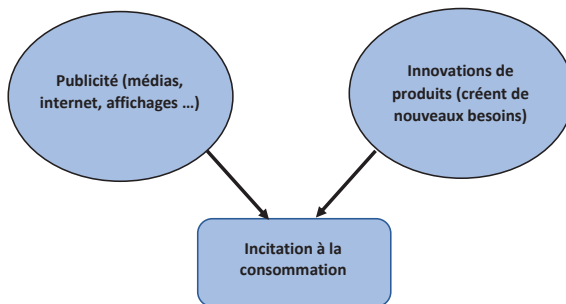 Publicité (médias,
internet, affichages …)
Innovations de
produits (créent de
nouveaux besoins)
Incitation à la
consommation